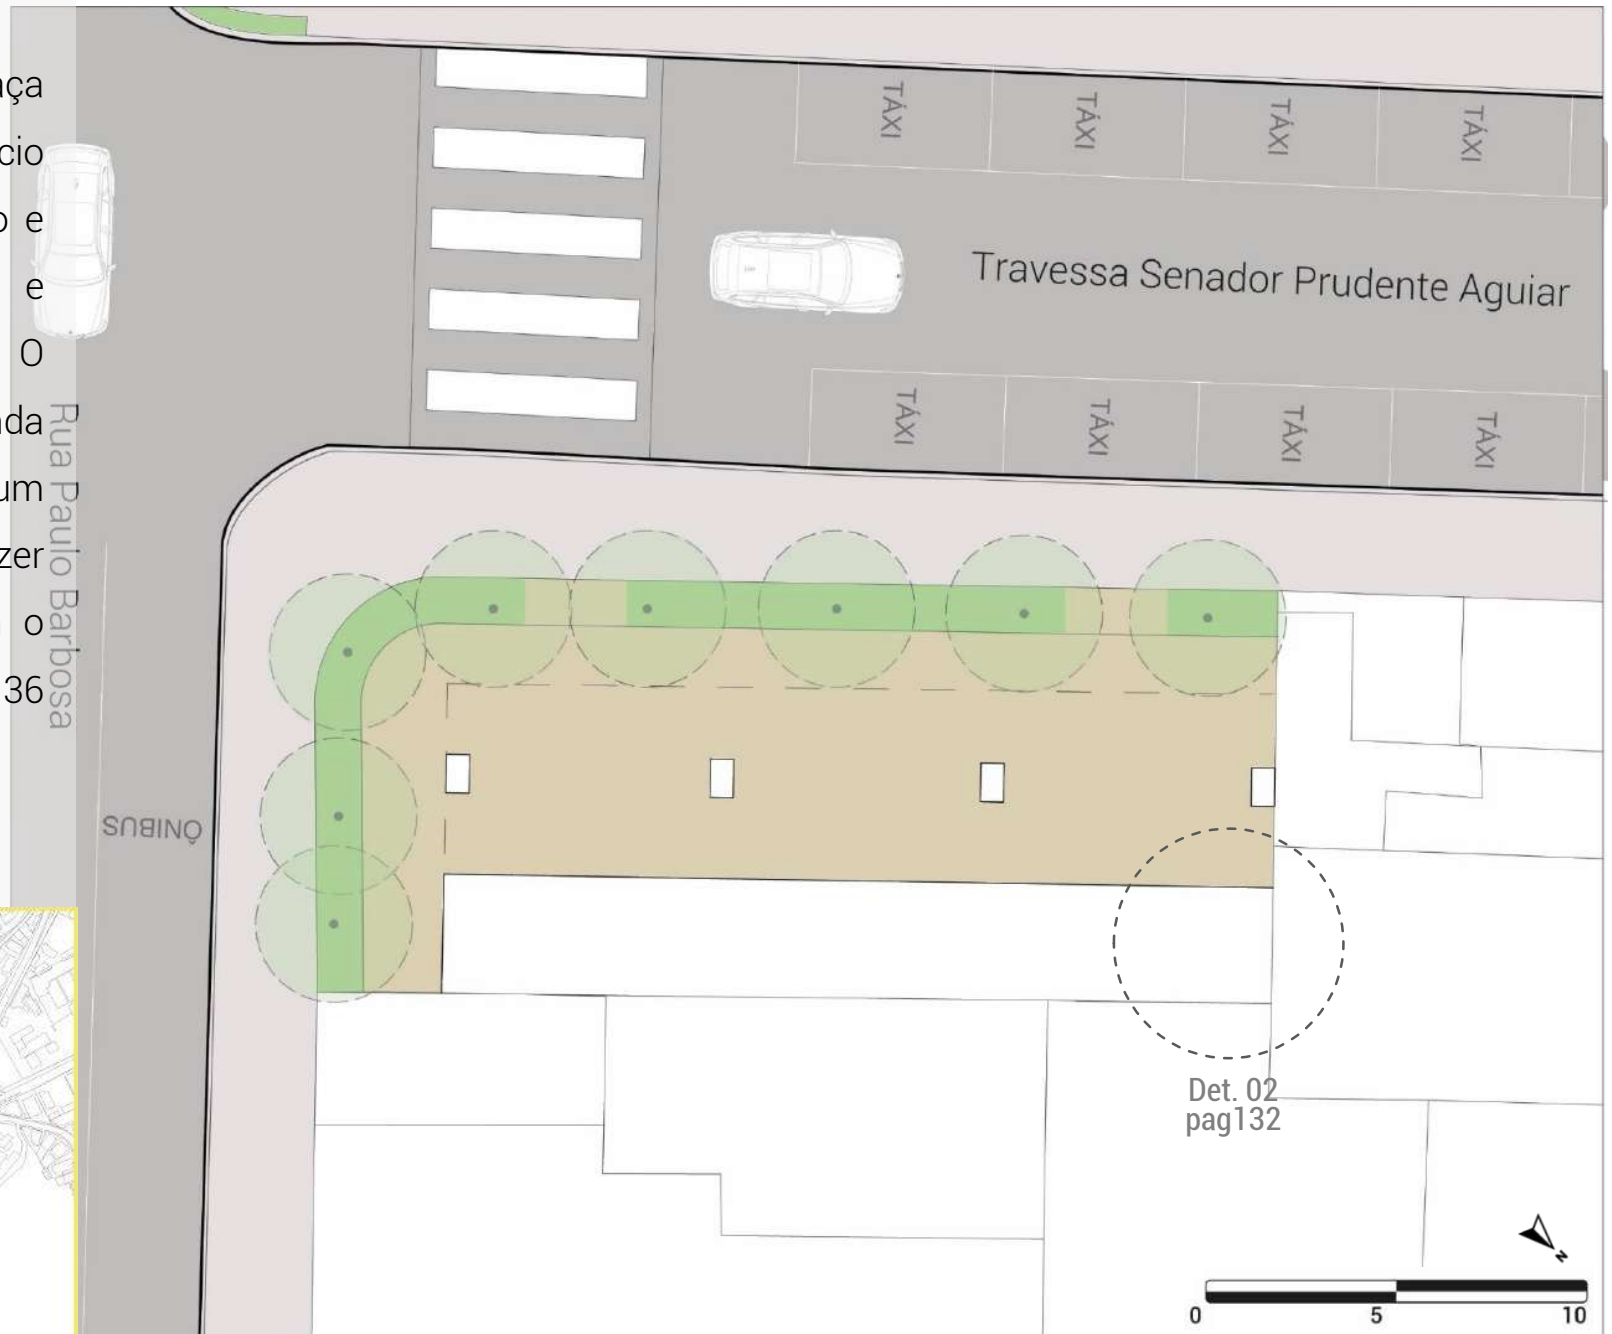 TÁXI TÁXI TÁXI TÁXI
Travessa Senador Prudente Aguiar
TÁXI TÁXI TÁXI TÁXI
e
e
O
Rua Paulo Barbosa
o
36
ÔNIBUS
Det. 02
pag132
N
0 5 10